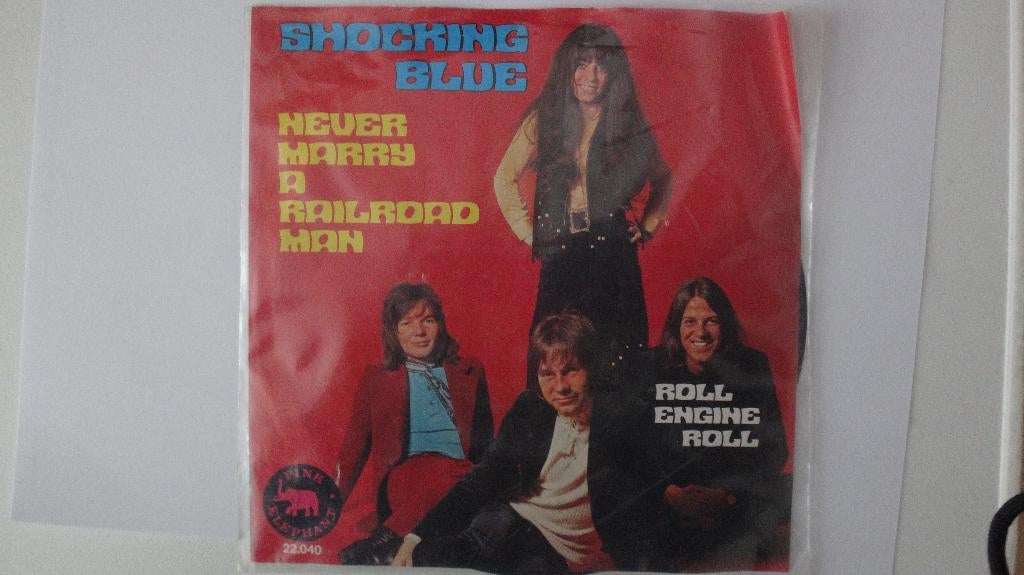 SHOCKING
BLUE
NEVER
MARRY
A
RAILROAD
MAN
ROLL
ENGINE
ROLL
PINK
ELEPHANT
22.040